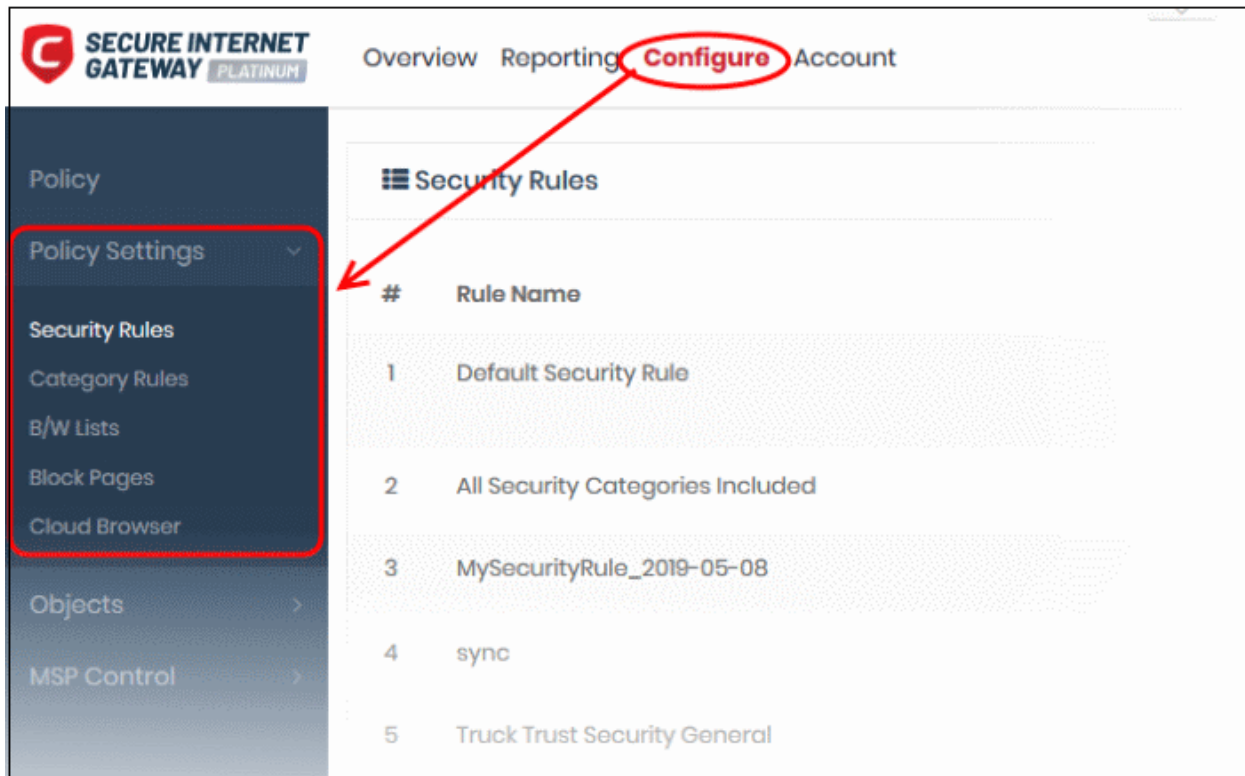 SECURE INTERNET
GATEWAY PLATINUM
Overview Reporting Configure Account
Policy
Policy Settings
Security Rules
Category Rules
B/W Lists
Block Pages
Cloud Browser
Objects
MSP Control
Security Rules
# Rule Name
1 Default Security Rule
2 All Security Categories Included
3 MySecurityRule_2019-05-08
4 sync
5 Truck Trust Security General